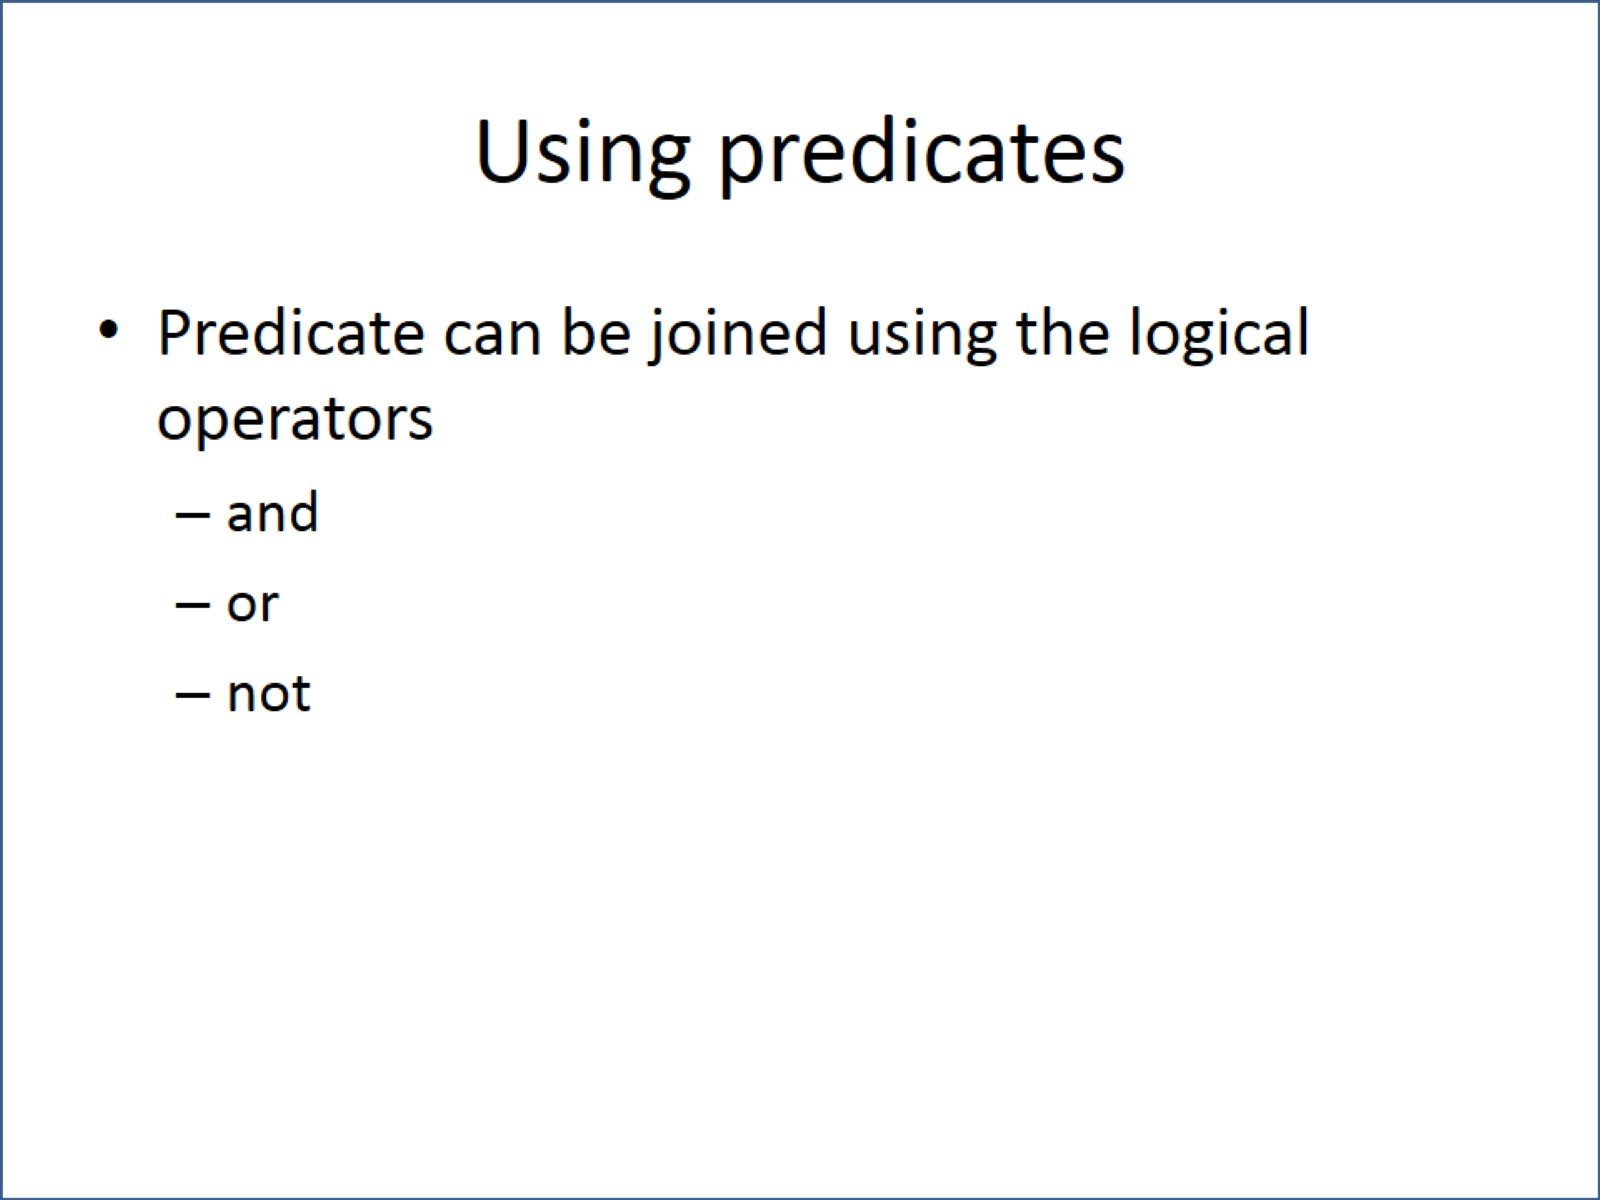 Using predicates
• Predicate can be joined using the logical
operators
– and
– or
– not